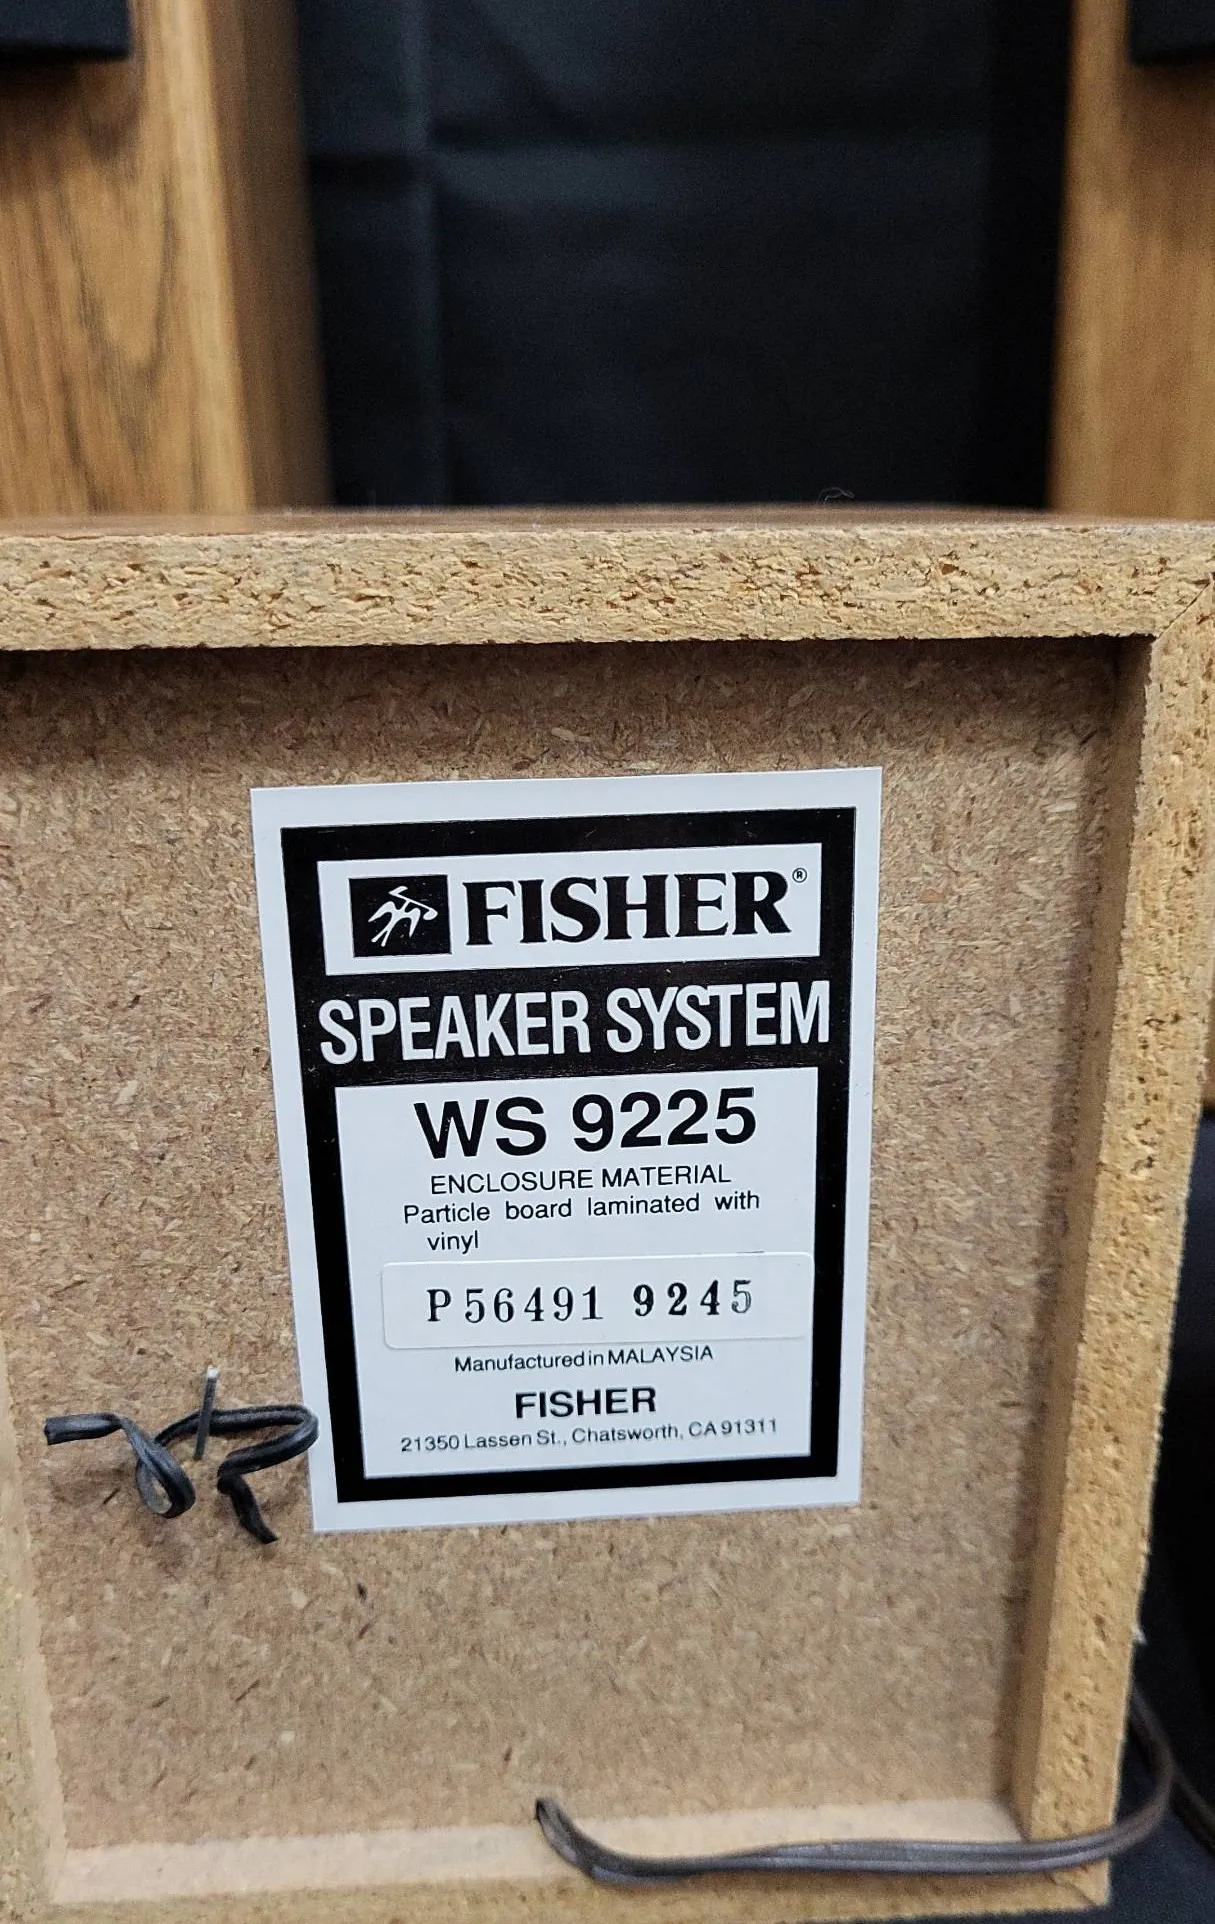 FISHER®
SPEAKER SYSTEM
WS 9225
ENCLOSURE MATERIAL
Particle board laminated with
vinyl
P56491 9245
Manufactured in MALAYSIA
FISHER
21350 Lassen St., Chatsworth, CA 91311